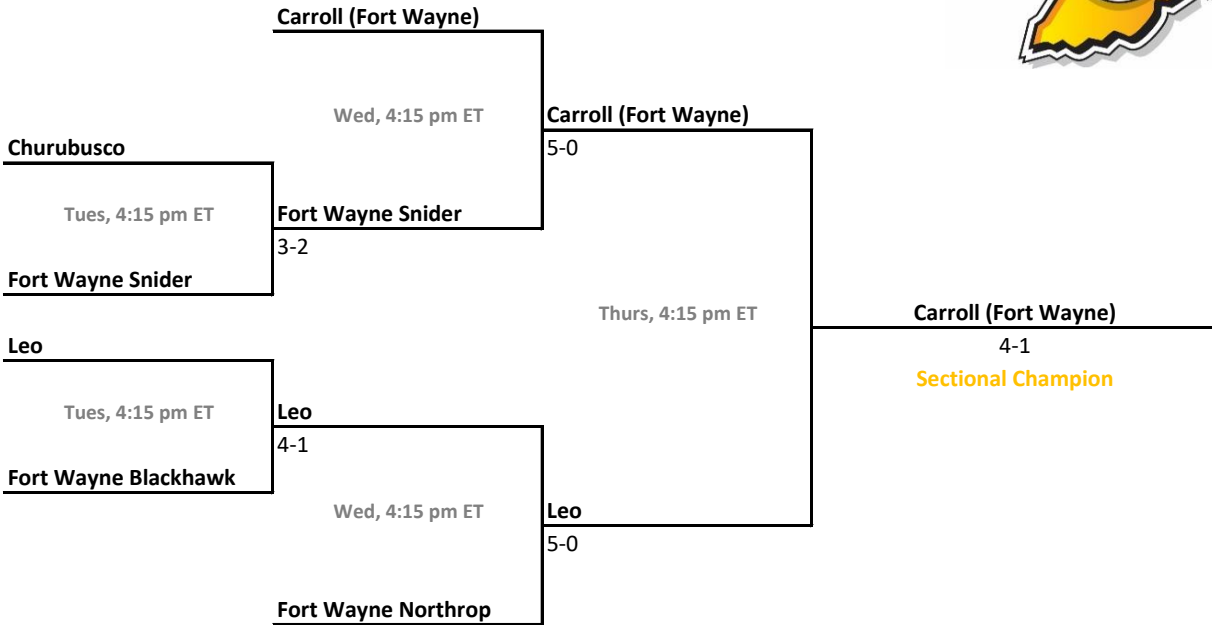 Carroll (Fort Wayne)
Wed, 4:15 pm ET
Carroll (Fort Wayne)
5-0
Churubusco
Tues, 4:15 pm ET
Fort Wayne Snider
3-2
Fort Wayne Snider
Thurs, 4:15 pm ET
Carroll (Fort Wayne)
4-1
Sectional Champion
Leo
Tues, 4:15 pm ET
Leo
4-1
Fort Wayne Blackhawk
Wed, 4:15 pm ET
Leo
5-0
Fort Wayne Northrop